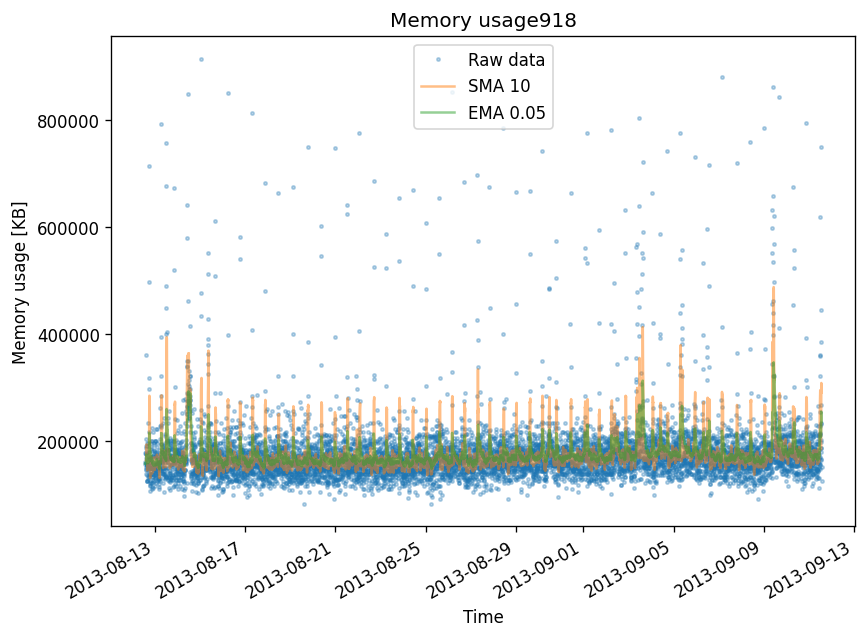 Memory usage918
Raw data
SMA 10
EMA 0.05
Memory usage [KB]
800000
600000
400000
200000
2013-08-13
2013-08-17
2013-08-21
2013-08-25
2013-08-29
2013-09-01
2013-09-05
2013-09-09
2013-09-13
Time